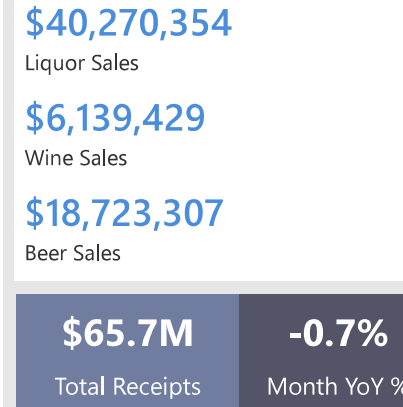 $40,270,354
Liquor Sales
$6,139,429
Wine Sales
$18,723,307
Beer Sales
$65.7M -0.7%
Total Receipts Month YoY %